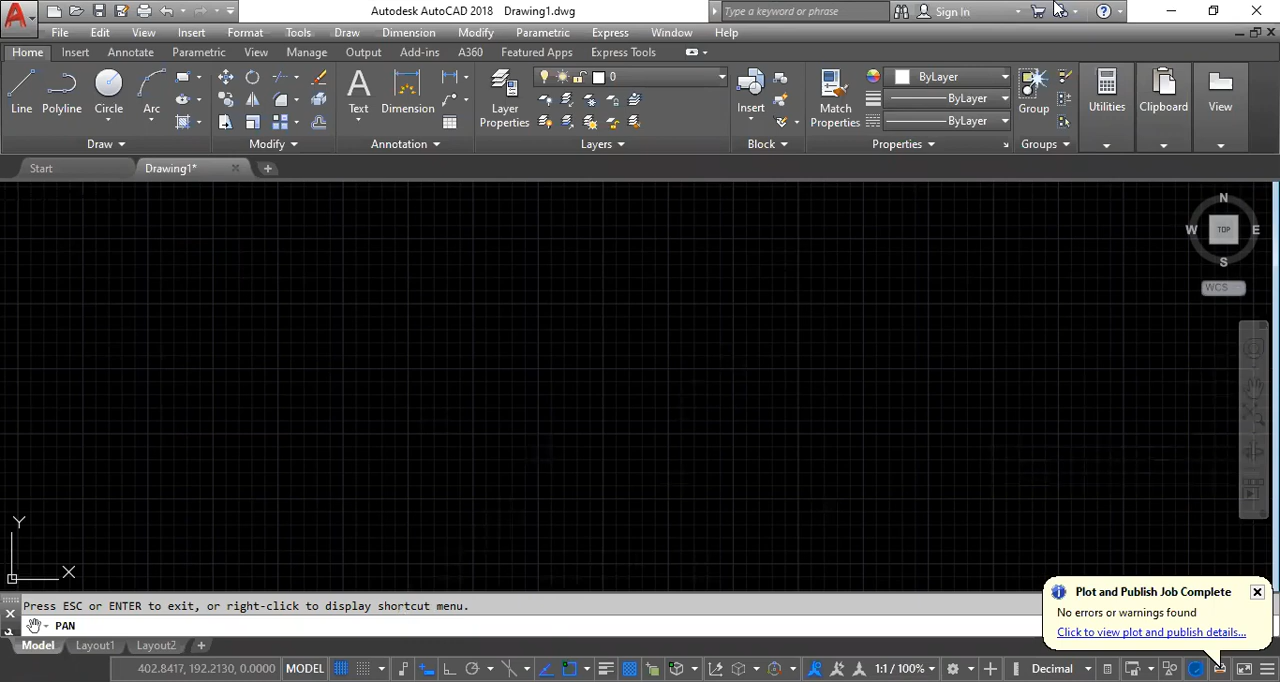 Autodesk AutoCAD 2018 Drawing1.dwg
Type a keyword or phrase
Sign In
File Edit View Insert Format Tools Draw Dimension Modify Parametric Express Window Help
Home Insert Annotate Parametric View Manage Output Add-ins A360 Featured Apps Express Tools
0
ByLayer
ByLayer
ByLayer
Line Polyline Circle Arc
Text Dimension
Layer
Properties
Insert
Match
Properties
Group
Utilities Clipboard View
Draw Modify Annotation Layers Block Properties Groups
Start Drawing1*
N
W TOP E
S
WCS
Y
X
Plot and Publish Job Complete
No errors or warnings found
Click to view plot and publish details...
Press ESC or ENTER to exit, or right-click to display shortcut menu.
PAN
Model Layout1 Layout2
402.8417, 192.2130, 0.0000 MODEL 1:1 / 100% Decimal